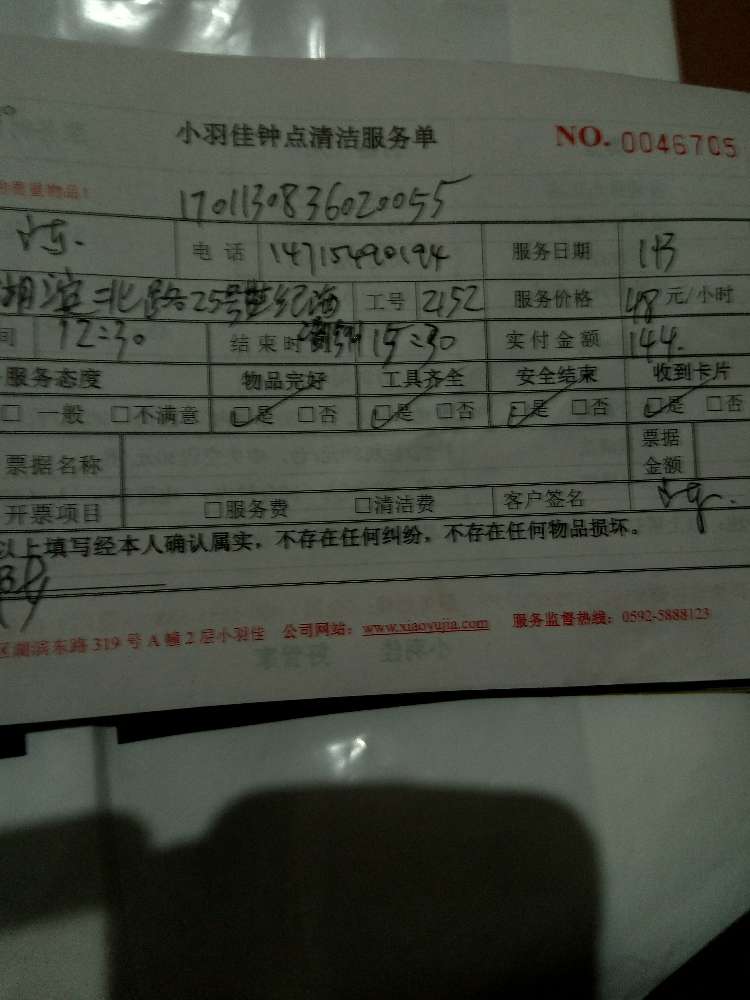 小羽佳钟点清洁服务单 NO. 0046705
贵重物品!
1701130836020055
电话 14715490194 服务日期 1.13
湖滨北路25号世纪海 工号 2152 服务价格 48元/小时
间 12:30 结束时 15:30 实付金额 144.
服务态度 物品完好 工具齐全 安全结束 收到卡片
□一般 □不满意 □是 □否 □是 □否 □是 □否 □是 □否
票据名称 票据金额
开票项目 □服务费 □清洁费 客户签名
以上填写经本人确认属实,不存在任何纠纷,不存在任何物品损坏。
区湖滨东路319号A幢2层小羽佳 公司网站:www.xiaoyujia.com 服务监督热线:0592-5888123